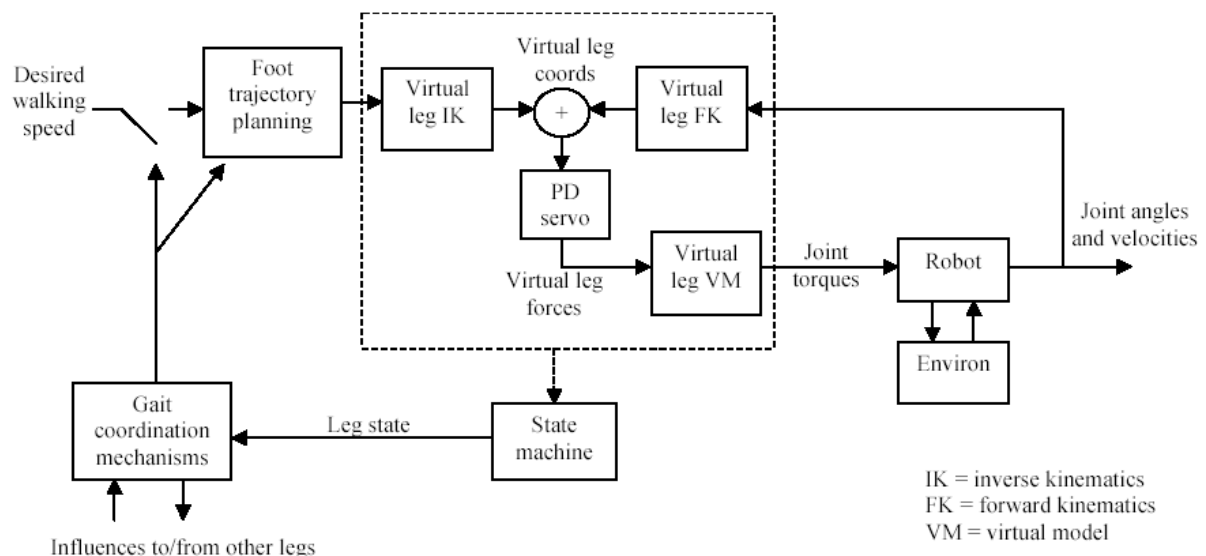 Desired
walking
speed
Foot
trajectory
planning
Virtual
leg IK
Virtual leg
coords
+
Virtual
leg FK
PD
servo
Virtual leg
forces
Virtual
leg VM
Joint
torques
Robot
Joint angles
and velocities
Environ
Gait
coordination
mechanisms
Leg state
State
machine
Influences to/from other legs
IK = inverse kinematics
FK = forward kinematics
VM = virtual model